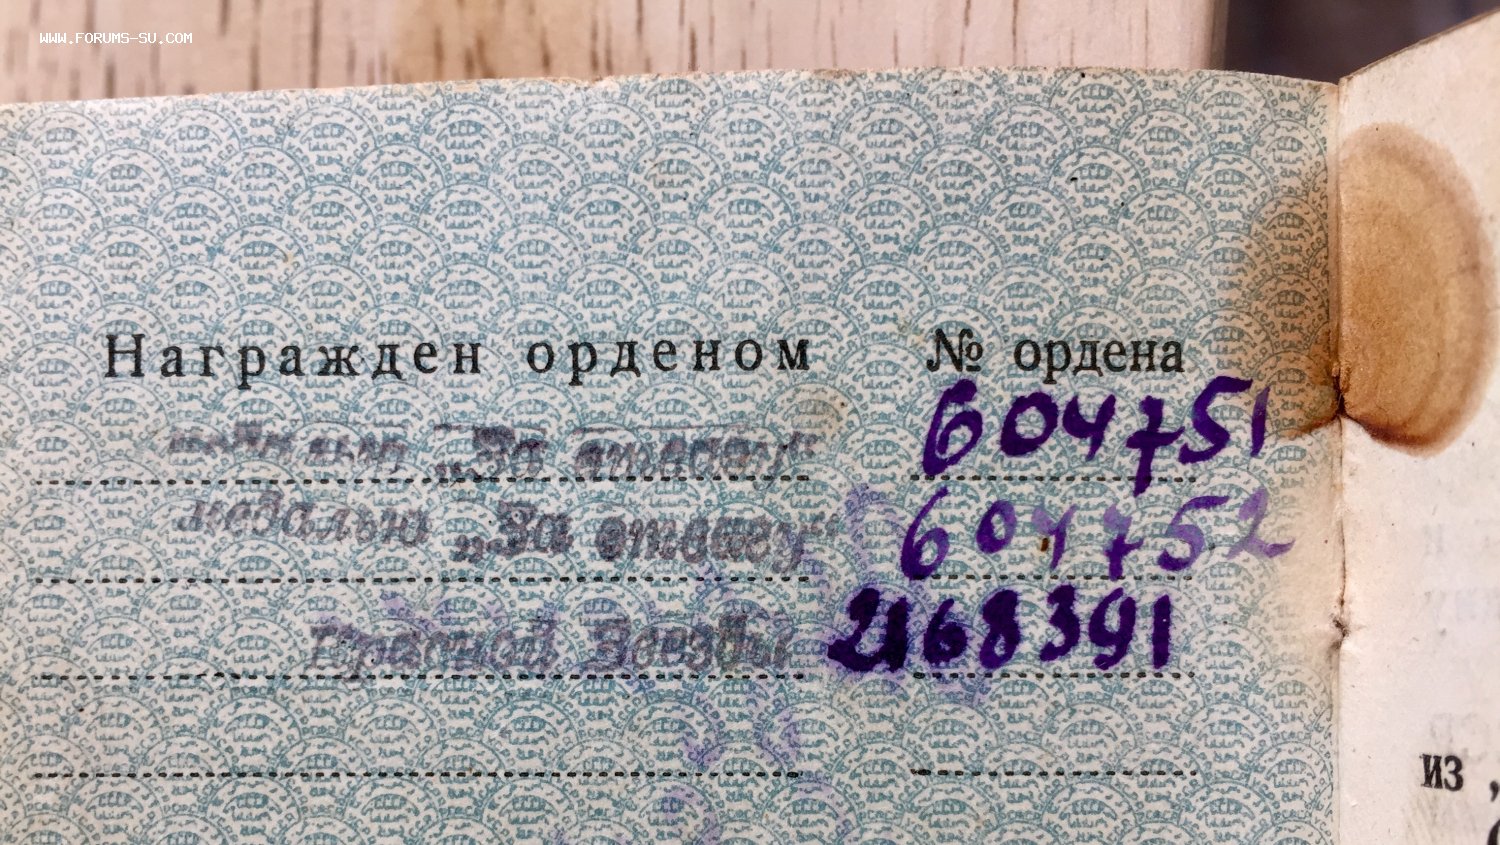 WWW.FORUMS-SU.COM
Награжден орденом № ордена
медалью „За отвагу“ 604751
медалью „За отвагу“ 604752
Красной Звезды 2168391
из